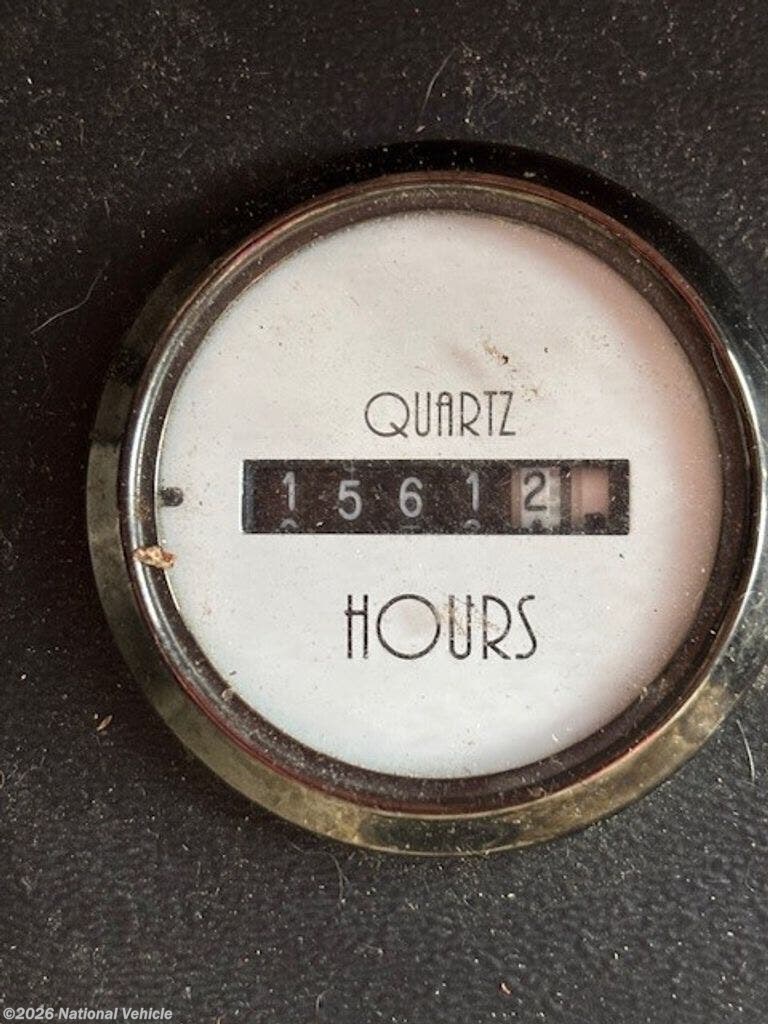 QUARTZ
1 5 6 1 2
HOURS
©2026 National Vehicle